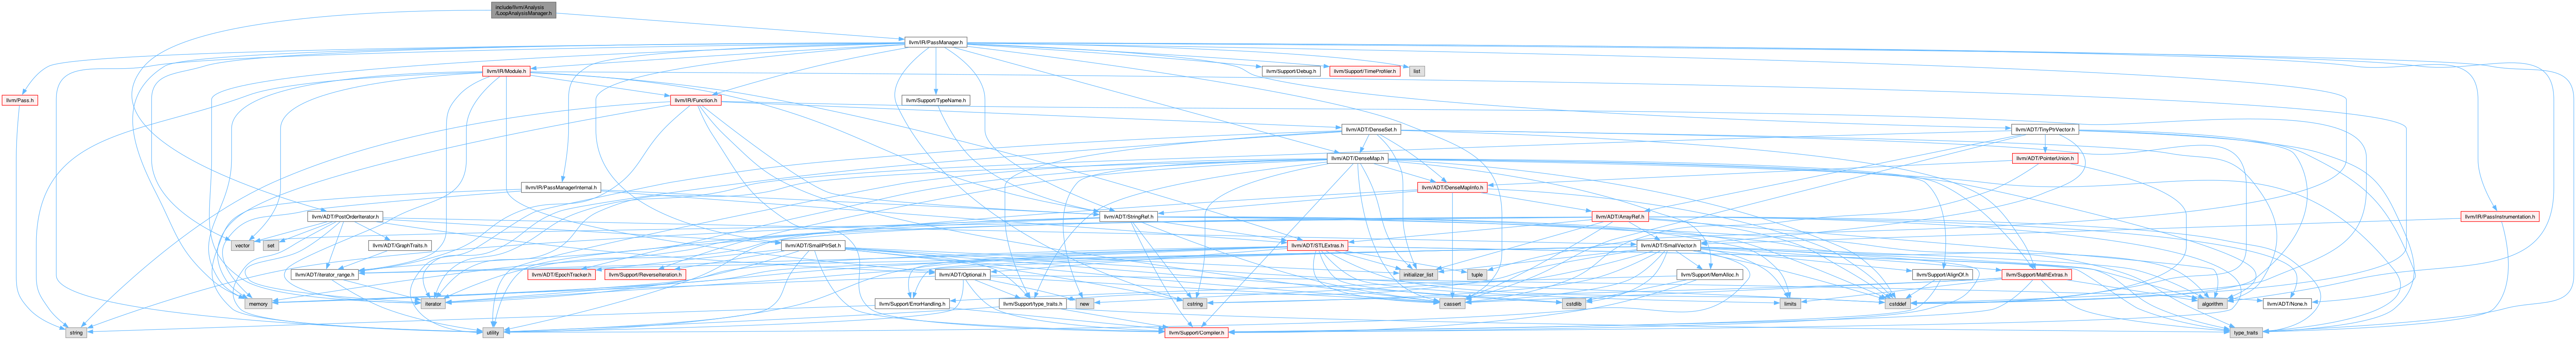 include/llvm/Analysis
/LoopAnalysisManager.h
llvm/IR/PassManager.h
llvm/IR/Module.h
llvm/Support/Debug.h
llvm/Support/TimeProfiler.h
list
llvm/Pass.h
llvm/IR/Function.h
llvm/Support/TypeName.h
llvm/ADT/DenseSet.h
llvm/ADT/TinyPtrVector.h
llvm/ADT/DenseMap.h
llvm/ADT/PointerUnion.h
llvm/IR/PassManagerInternal.h
llvm/ADT/DenseMapInfo.h
llvm/ADT/PostOrderIterator.h
llvm/ADT/StringRef.h
llvm/ADT/ArrayRef.h
llvm/IR/PassInstrumentation.h
vector
set
llvm/ADT/GraphTraits.h
llvm/ADT/SmallPtrSet.h
llvm/ADT/STLExtras.h
llvm/ADT/SmallVector.h
llvm/ADT/iterator_range.h
llvm/ADT/EpochTracker.h
llvm/Support/ReverseIteration.h
llvm/ADT/Optional.h
tuple
initializer_list
llvm/Support/MemAlloc.h
llvm/Support/AlignOf.h
llvm/Support/MathExtras.h
memory
iterator
llvm/Support/ErrorHandling.h
cstring
llvm/Support/type_traits.h
new
cassert
cstdlib
limits
cstddef
algorithm
llvm/ADT/None.h
string
utility
llvm/Support/Compiler.h
type_traits